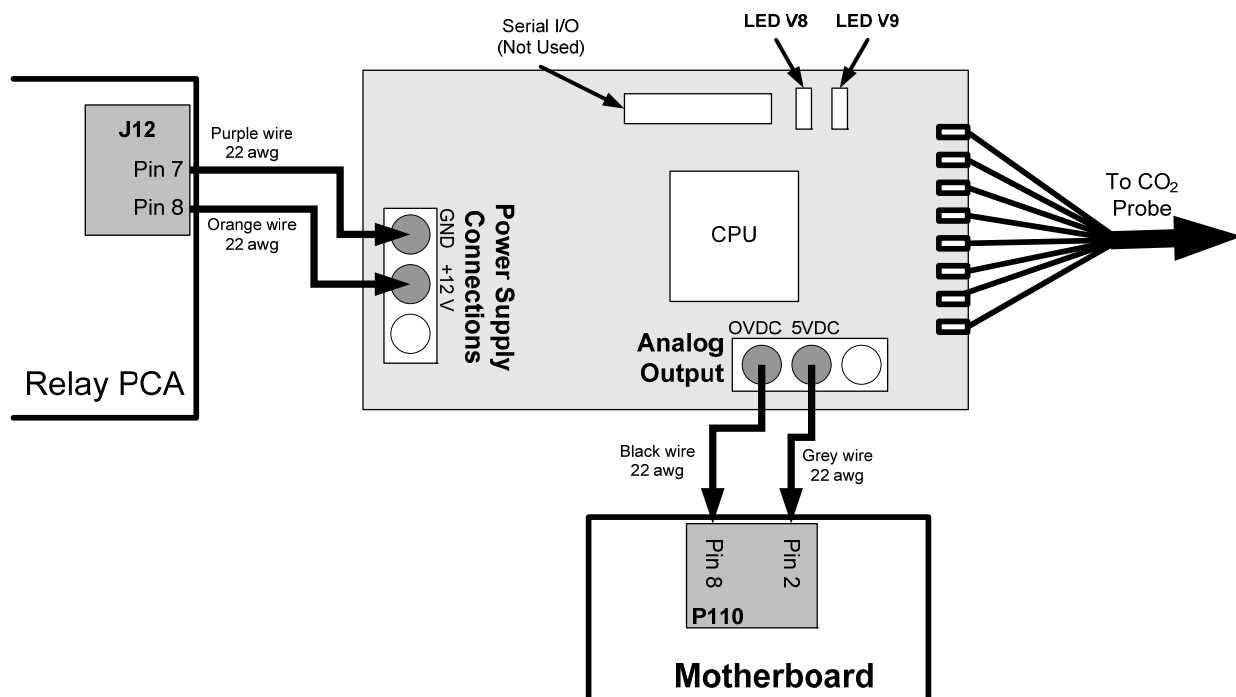 Serial I/O
(Not Used)
LED V8
LED V9
J12
Pin 7
Pin 8
Purple wire
22 awg
Orange wire
22 awg
Relay PCA
GND
+12 V
Power Supply
Connections
CPU
To CO₂
Probe
Analog
Output
OVDC
5VDC
Black wire
22 awg
Grey wire
22 awg
Pin 8
Pin 2
P110
Motherboard